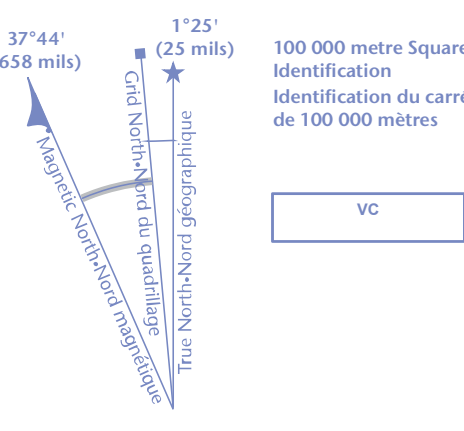 1°25'
(25 mils)
37°44'
658 mils)
Grid North•Nord du quadrillage
True North•Nord géographique
Magnetic North•Nord magnétique
100 000 metre Square
Identification
Identification du carré
de 100 000 mètres
VC